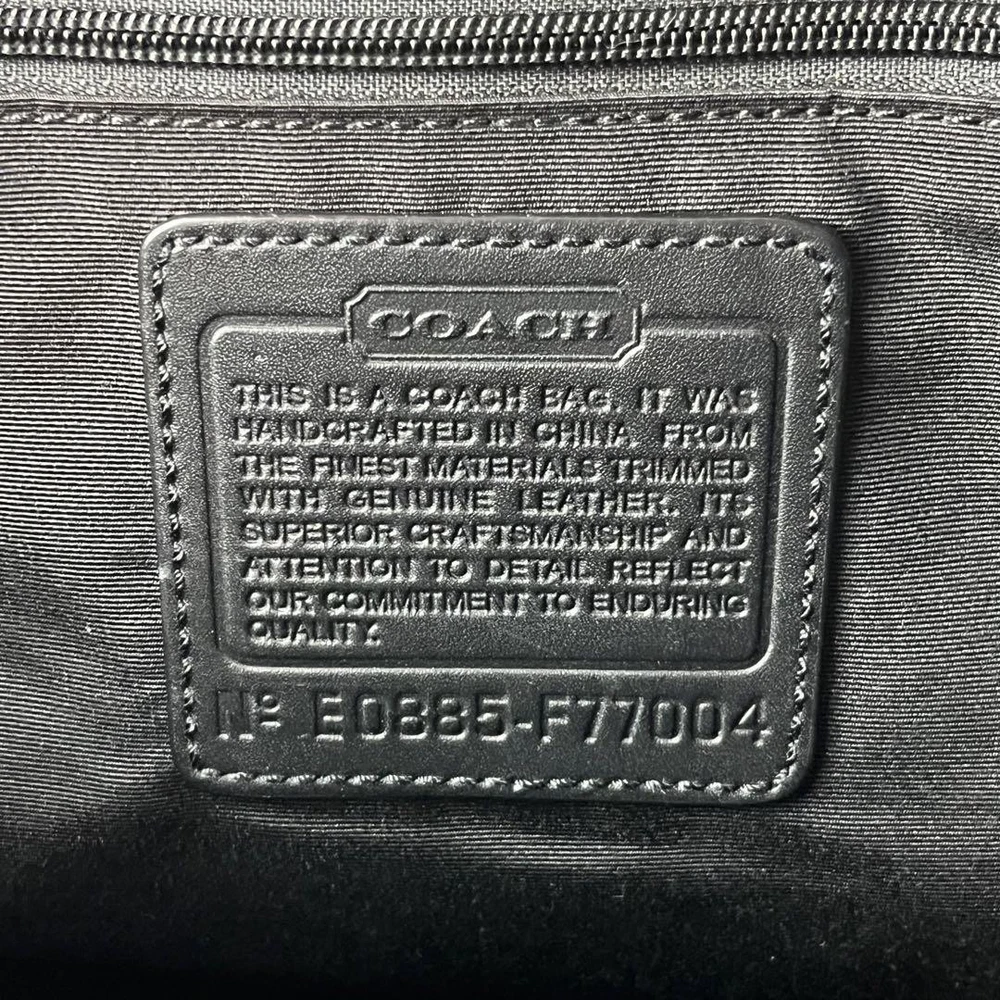 COACH
THIS IS A COACH BAG. IT WAS
HANDCRAFTED IN CHINA FROM
THE FINEST MATERIALS TRIMMED
WITH GENUINE LEATHER. ITS
SUPERIOR CRAFTSMANSHIP AND
ATTENTION TO DETAIL REFLECT
OUR COMMITMENT TO ENDURING
QUALITY.
Nº E0885-F77004